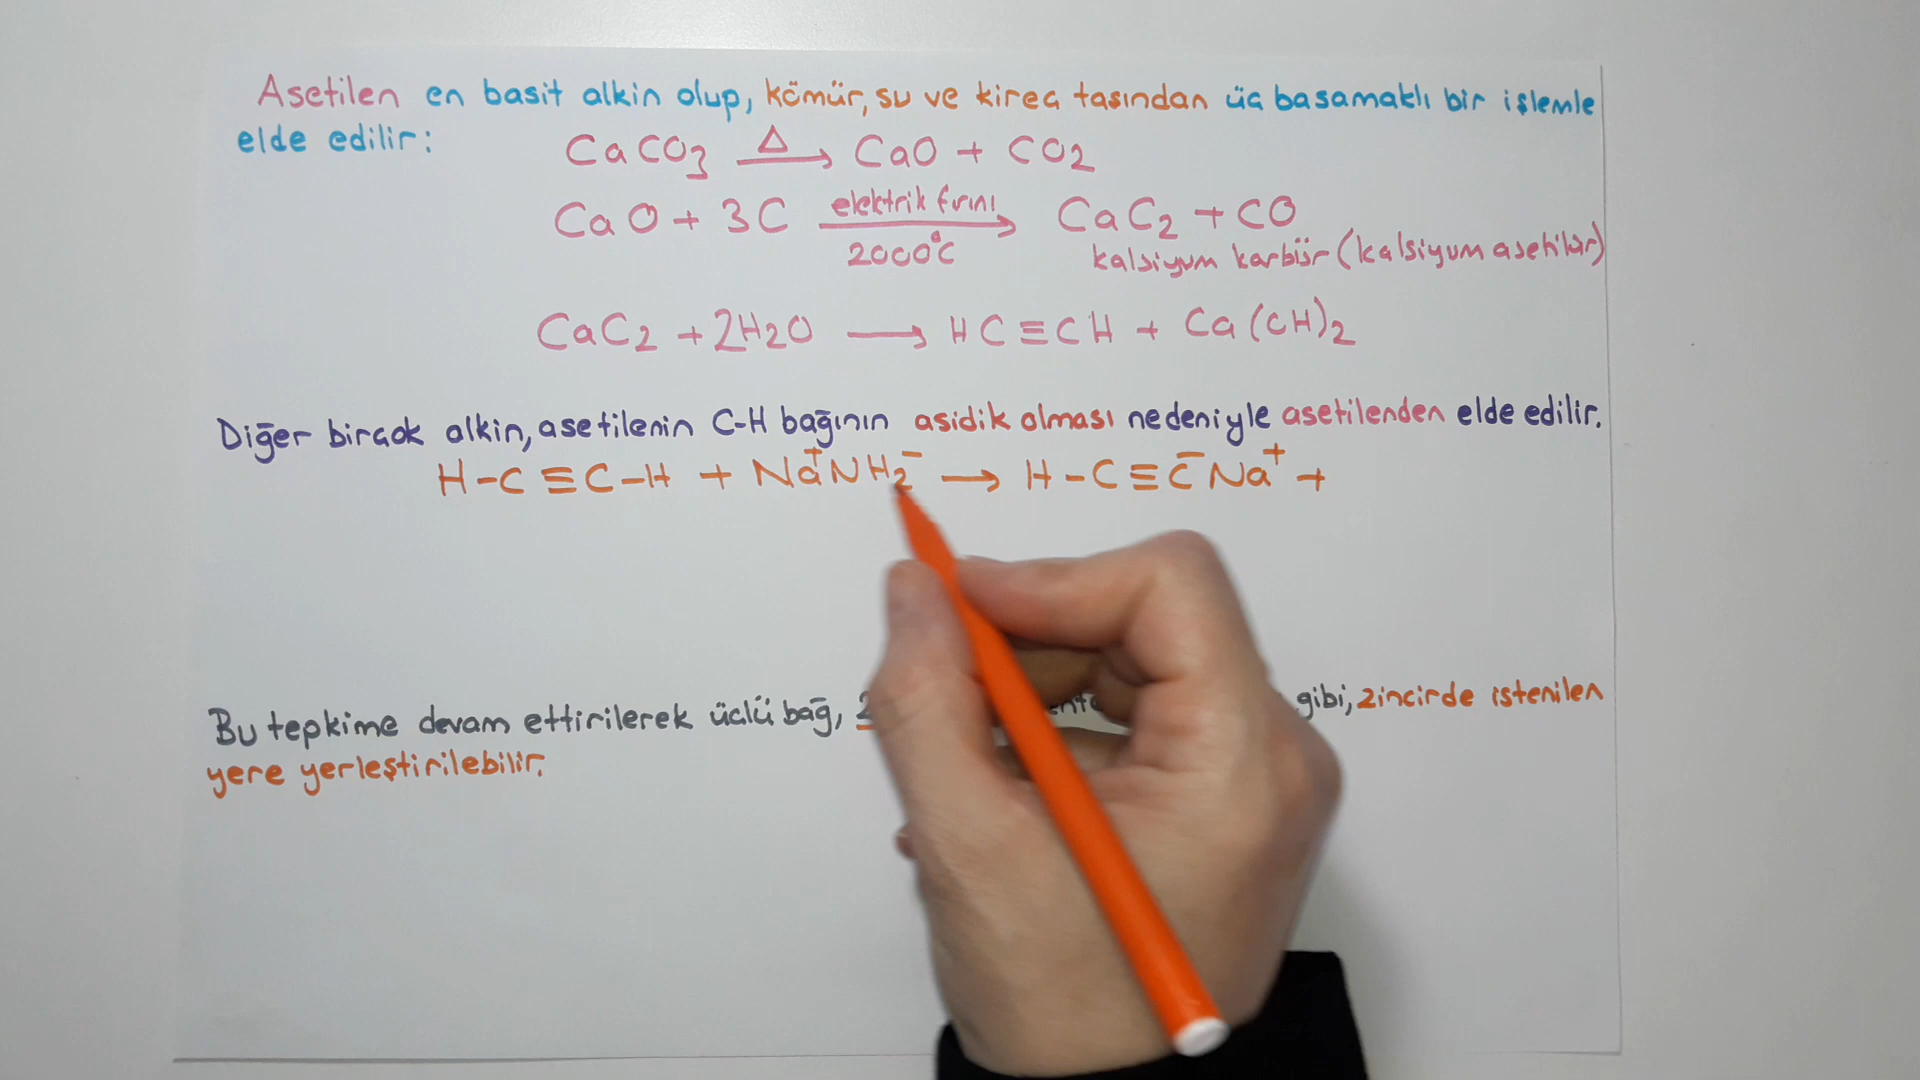 Asetilen en basit alkin olup, kömür, su ve kireç taşından üç basamaklı bir işlemle
elde edilir:
CaCO3 Δ → CaO + CO2
CaO + 3C elektrik fırını → CaC2 + CO
2000°C kalsiyum karbür (kalsiyum asetilür)
CaC2 + 2H2O → HC≡CH + Ca(OH)2
Diğer birçok alkin, asetilenin C-H bağının asidik olması nedeniyle asetilenden elde edilir.
H-C≡C-H + Na⁺NH2⁻ → H-C≡C⁻Na⁺ +
Bu tepkime devam ettirilerek üçlü bağ, gibi, zincirde istenilen
yere yerleştirilebilir.